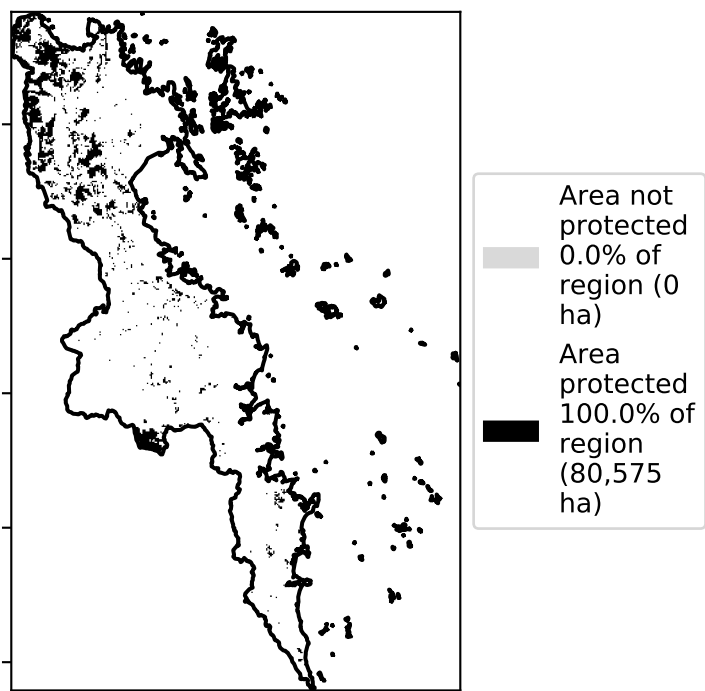 Area not
protected
0.0% of
region (0
ha)
Area
protected
100.0% of
region
(80,575
ha)